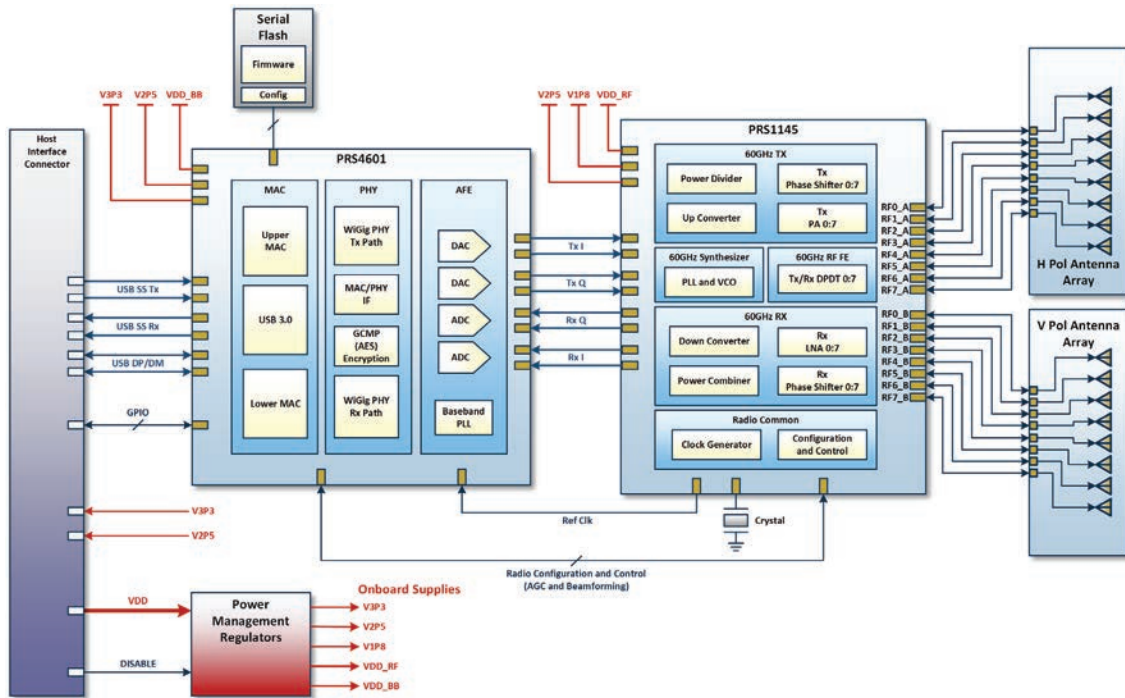 Serial
Flash
Firmware
Config
V3P3
V2P5
VDD_BB
Host
Interface
Connector
USB SS Tx
USB SS Rx
USB DP/DM
GPIO
V3P3
V2P5
VDD
DISABLE
PRS4601
MAC
Upper
MAC
USB 3.0
Lower MAC
PHY
WiGig PHY
Tx Path
MAC/PHY
IF
GCMP
(AES)
Encryption
WiGig PHY
Rx Path
AFE
DAC
DAC
ADC
ADC
Baseband
PLL
Tx I
Tx Q
Rx Q
Rx I
V2P5
V1P8
VDD_RF
PRS1145
60GHz TX
Power Divider
Tx
Phase Shifter 0:7
Up Converter
Tx
PA 0:7
60GHz Synthesizer
PLL and VCO
60GHz RF FE
Tx/Rx DPDT 0:7
60GHz RX
Down Converter
Rx
LNA 0:7
Power Combiner
Rx
Phase Shifter 0:7
Radio Common
Clock Generator
Configuration
and Control
RF0_A
RF1_A
RF2_A
RF3_A
RF4_A
RF5_A
RF6_A
RF7_A
RF0_B
RF1_B
RF2_B
RF3_B
RF4_B
RF5_B
RF6_B
RF7_B
H Pol Antenna
Array
V Pol Antenna
Array
Ref Clk
Crystal
Radio Configuration and Control
(AGC and Beamforming)
Power
Management
Regulators
Onboard Supplies
V3P3
V2P5
V1P8
VDD_RF
VDD_BB